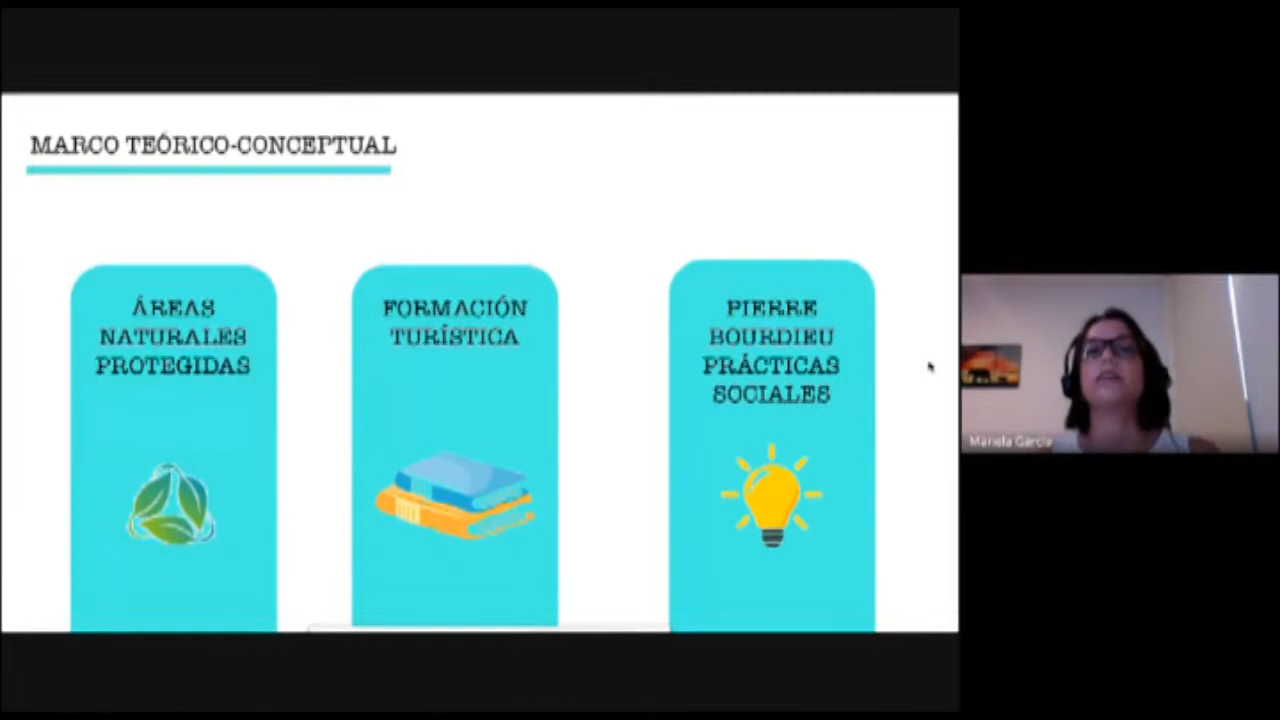 MARCO TEÓRICO-CONCEPTUAL
ÁREAS
NATURALES
PROTEGIDAS
FORMACIÓN
TURÍSTICA
PIERRE
BOURDIEU
PRÁCTICAS
SOCIALES
Mariela García